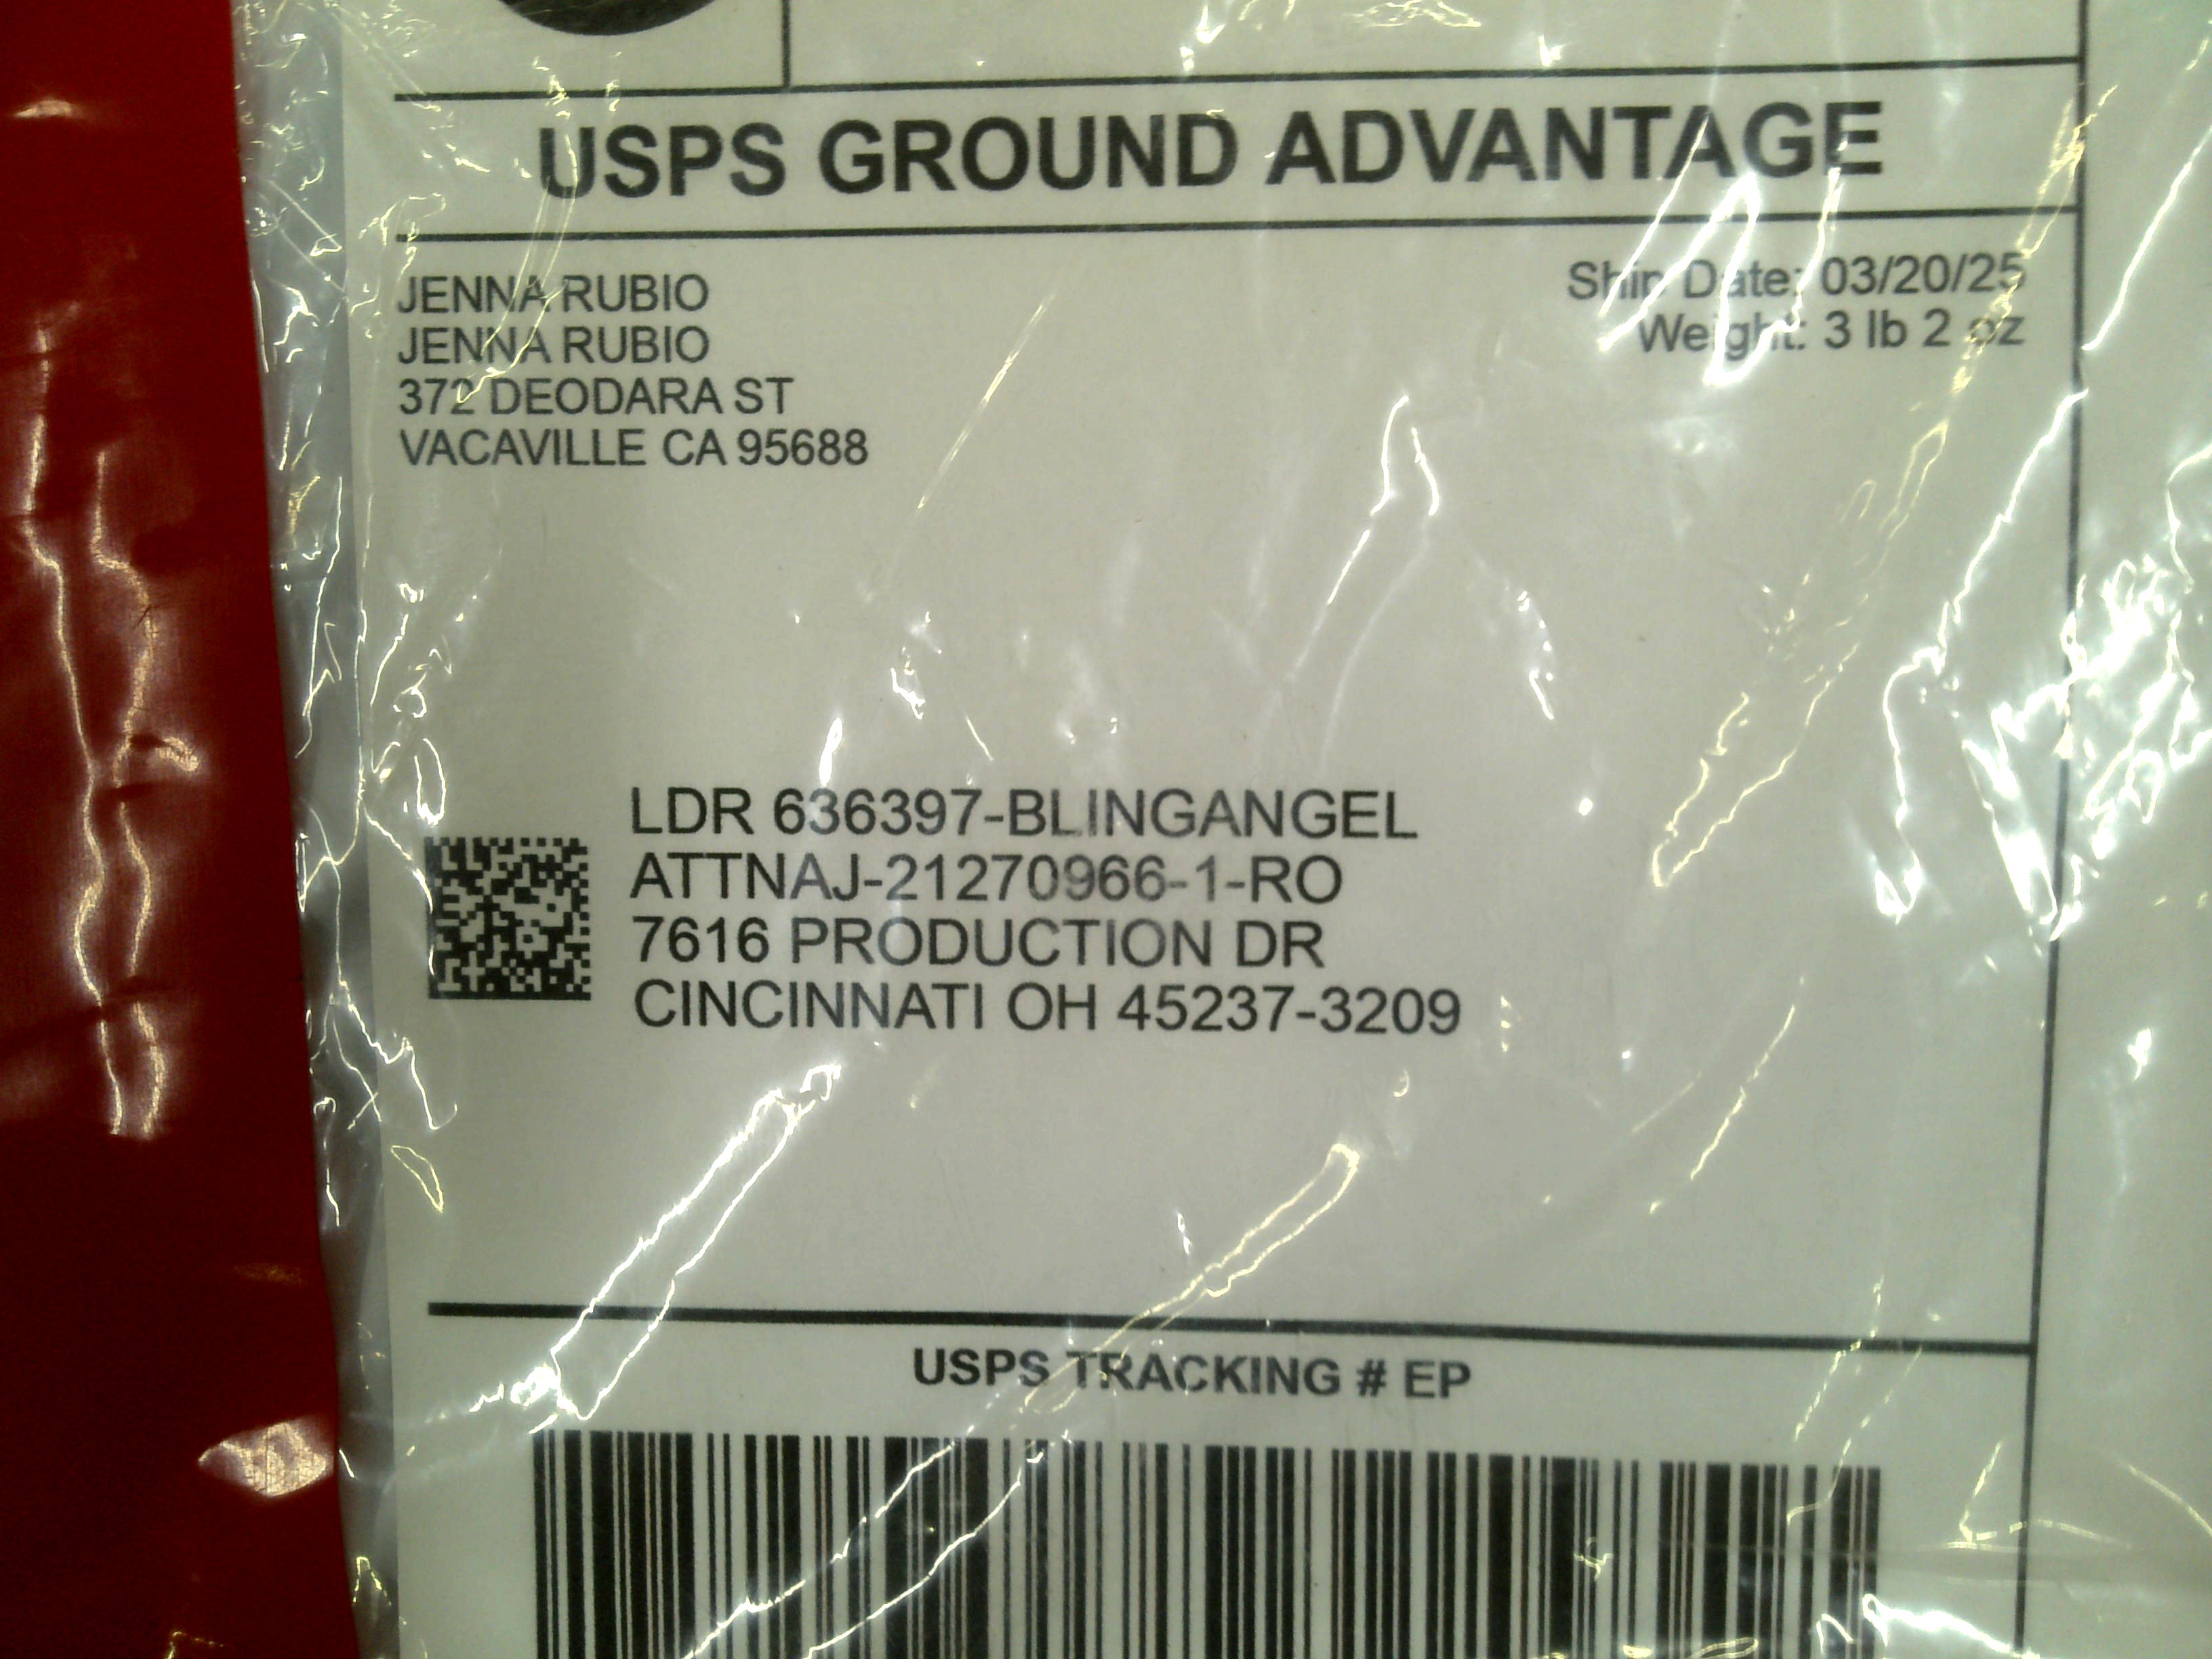 USPS GROUND ADVANTAGE
JENNA RUBIO
JENNA RUBIO
372 DEODARA ST
VACAVILLE CA 95688
Ship Date: 03/20/25
Weight: 3 lb 2 oz
LDR 636397-BLINGANGEL
ATTNAJ-21270966-1-RO
7616 PRODUCTION DR
CINCINNATI OH 45237-3209
USPS TRACKING # EP